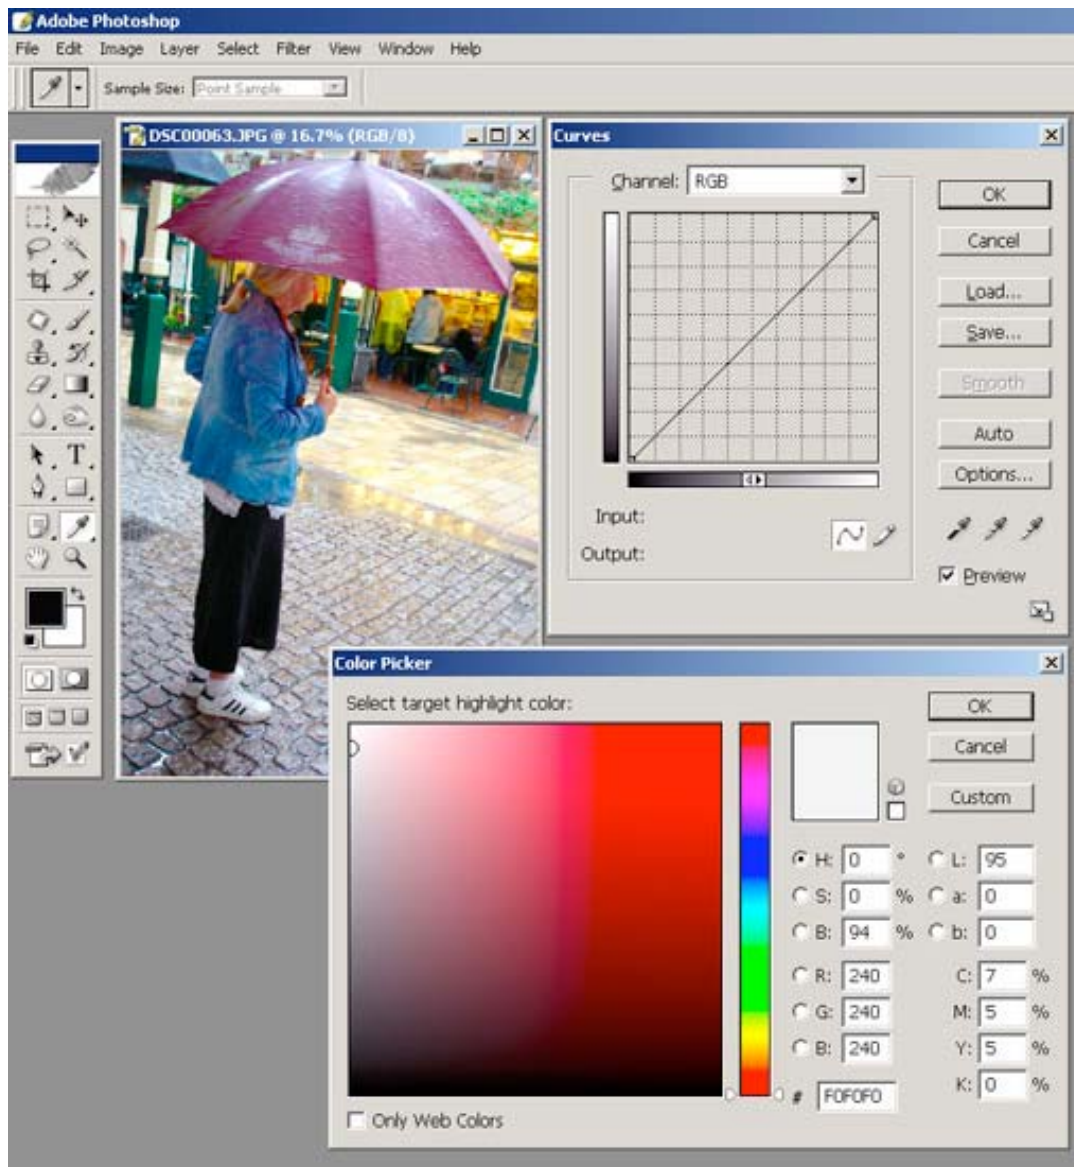 Adobe Photoshop
File Edit Image Layer Select Filter View Window Help
Sample Size: Point Sample
DSC00063.JPG @ 16.7% (RGB/8)
T
Curves
Channel: RGB
OK
Cancel
Load...
Save...
Smooth
Auto
Options...
Input:
Output:
Preview
Color Picker
Select target highlight color:
OK
Cancel
Custom
H: 0 ° L: 95
S: 0 % a: 0
B: 94 % b: 0
R: 240 C: 7 %
G: 240 M: 5 %
B: 240 Y: 5 %
# F0F0F0 K: 0 %
Only Web Colors